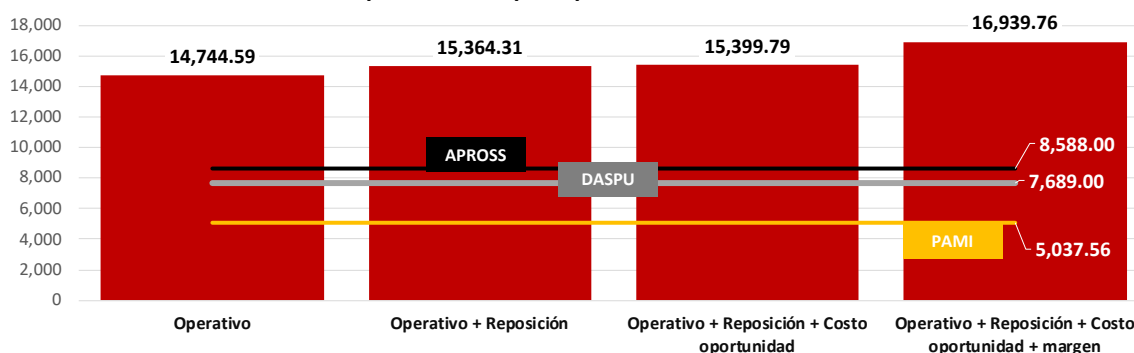 18,000
16,000
14,000
12,000
10,000
8,000
6,000
4,000
2,000
0
14,744.59
15,364.31
15,399.79
16,939.76
APROSS
DASPU
PAMI
8,588.00
7,689.00
5,037.56
Operativo
Operativo + Reposición
Operativo + Reposición + Costo
oportunidad
Operativo + Reposición + Costo
oportunidad + margen